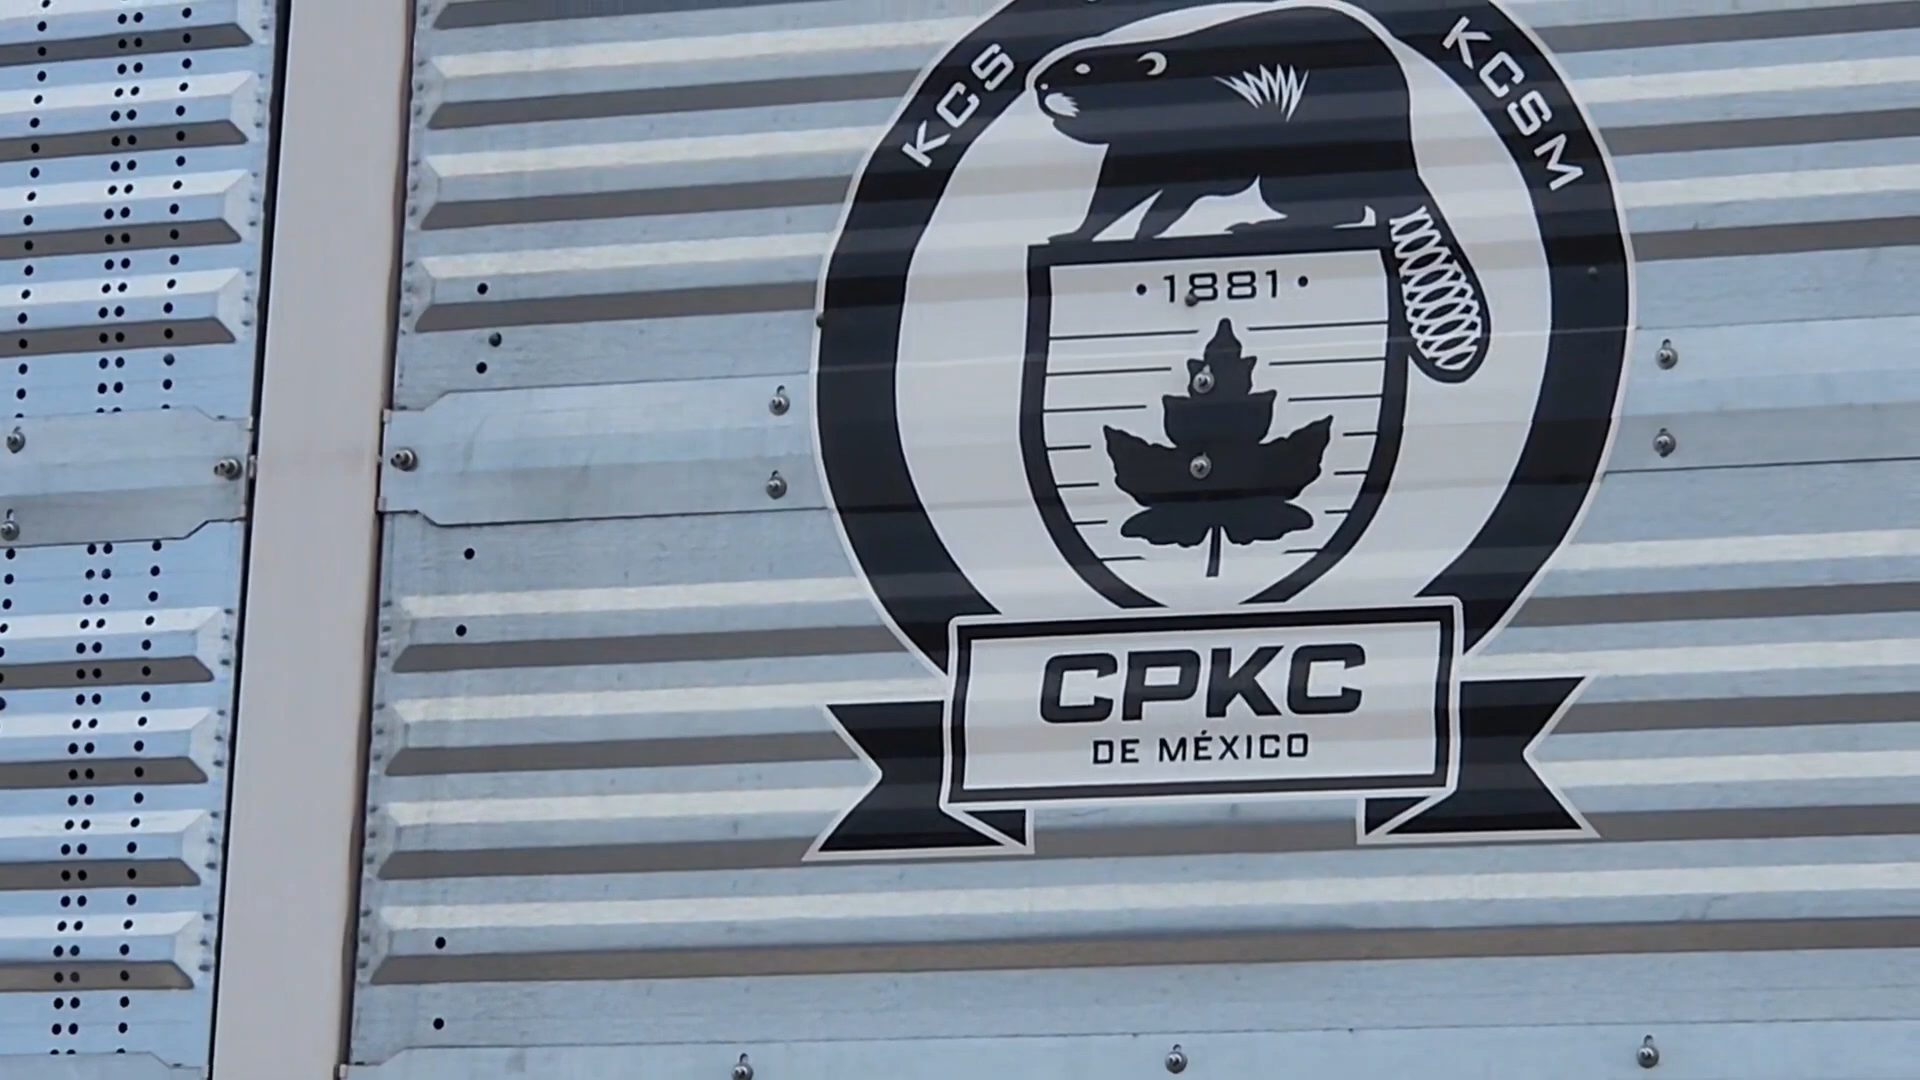 KCS
KCSM
• 1881 •
CPKC
DE MÉXICO